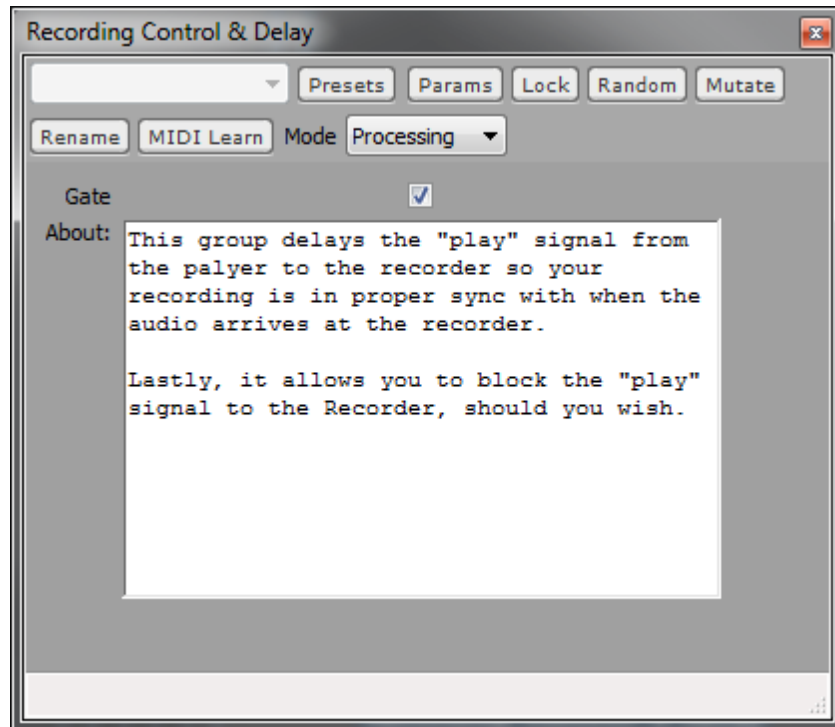 Recording Control & Delay
Presets Params Lock Random Mutate
Rename MIDI Learn Mode Processing
Gate
About: This group delays the "play" signal from
the palyer to the recorder so your
recording is in proper sync with when the
audio arrives at the recorder.
Lastly, it allows you to block the "play"
signal to the Recorder, should you wish.